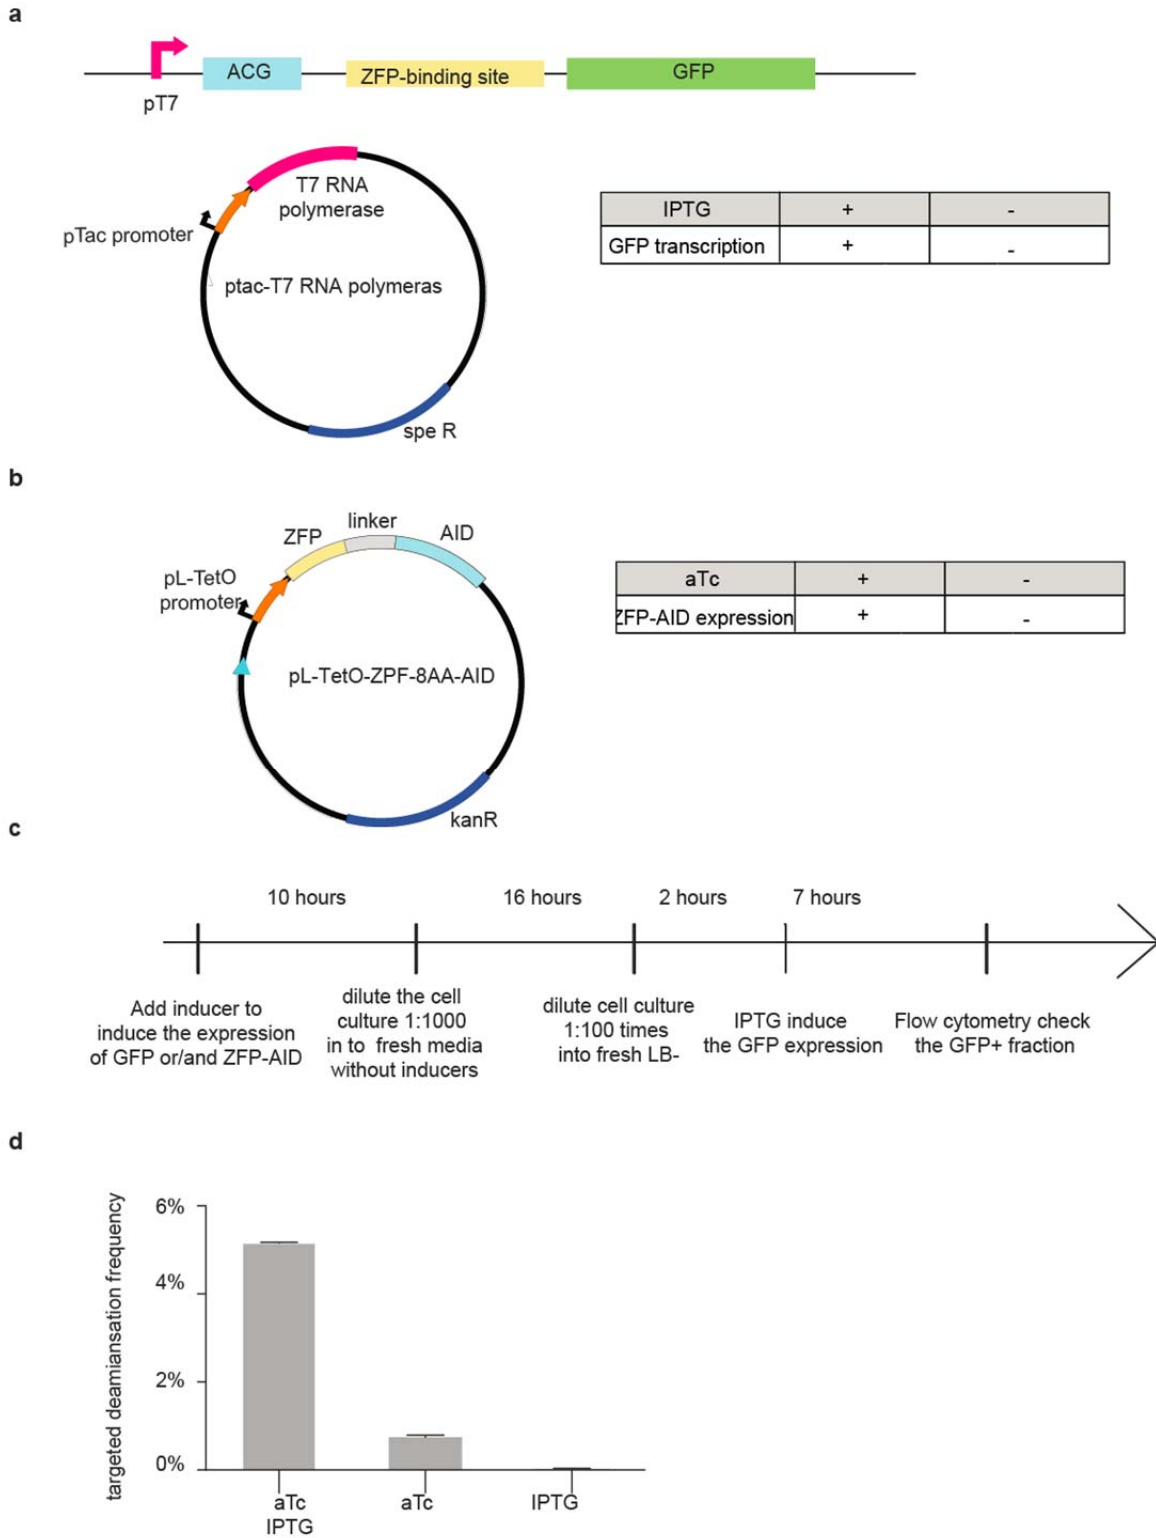 a
ACG
ZFP-binding site
GFP
pT7
T7 RNA
polymerase
pTac promoter
ptac-T7 RNA polymeras
spe R
IPTG + -
GFP transcription + -
b
linker
ZFP
AID
pL-TetO
promoter
pL-TetO-ZPF-8AA-AID
kanR
aTc + -
ZFP-AID expression + -
c
10 hours
16 hours
2 hours
7 hours
Add inducer to
induce the expression
of GFP or/and ZFP-AID
dilute the cell
culture 1:1000
in to fresh media
without inducers
dilute cell culture
1:100 times
into fresh LB-
IPTG induce
the GFP expression
Flow cytometry check
the GFP+ fraction
d
targeted deamiansation frequency
6%
4%
2%
0%
aTc
IPTG
aTc
IPTG